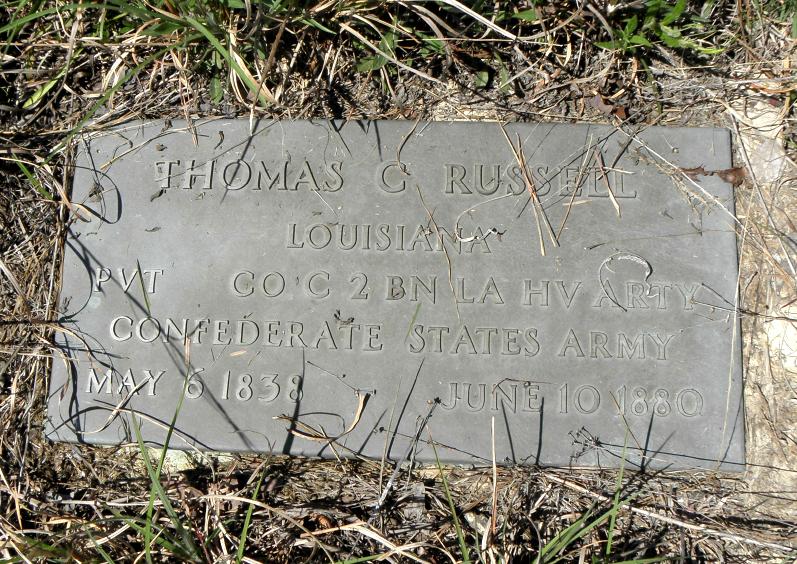 THOMAS C RUSSELL
LOUISIANA
PVT CO C 2 BN LA HV ARTY
CONFEDERATE STATES ARMY
MAY 6 1838 JUNE 10 1880